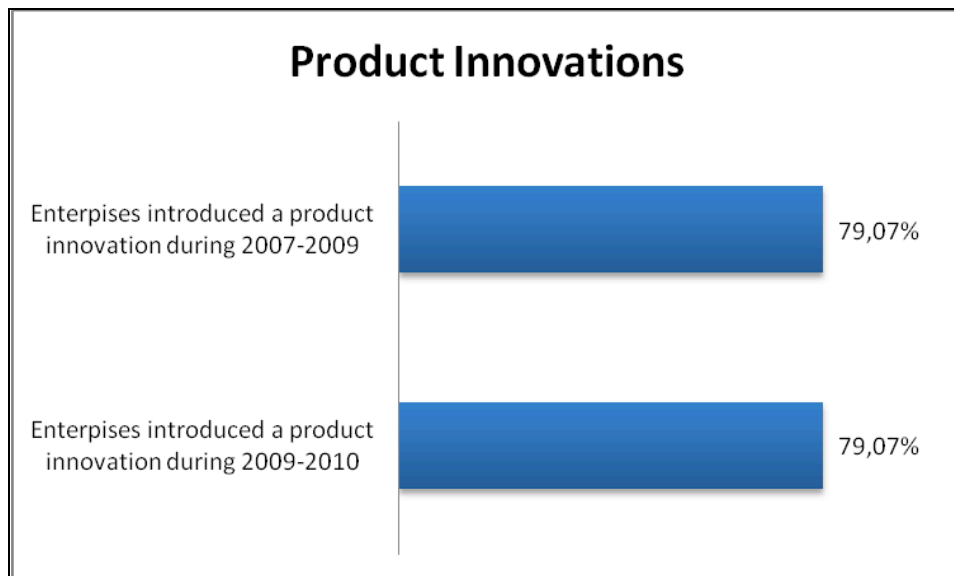 Product Innovations
Enterpises introduced a product
innovation during 2007-2009
79,07%
Enterpises introduced a product
innovation during 2009-2010
79,07%